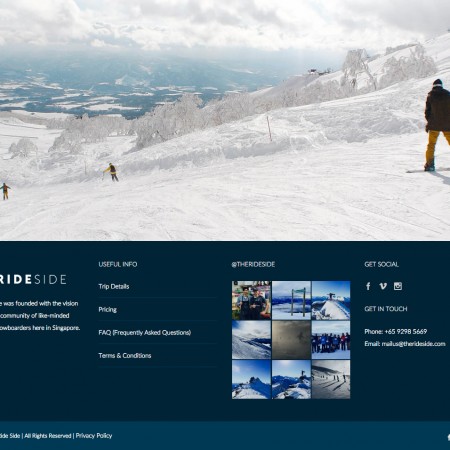 RIDESIDE
e was founded with the vision
community of like-minded
owboarders here in Singapore.
USEFUL INFO
Trip Details
Pricing
FAQ (Frequently Asked Questions)
Terms & Conditions
@THERIDESIDE
GET SOCIAL
GET IN TOUCH
Phone: +65 9298 5669
Email: mailus@therideside.com
ide Side | All Rights Reserved | Privacy Policy